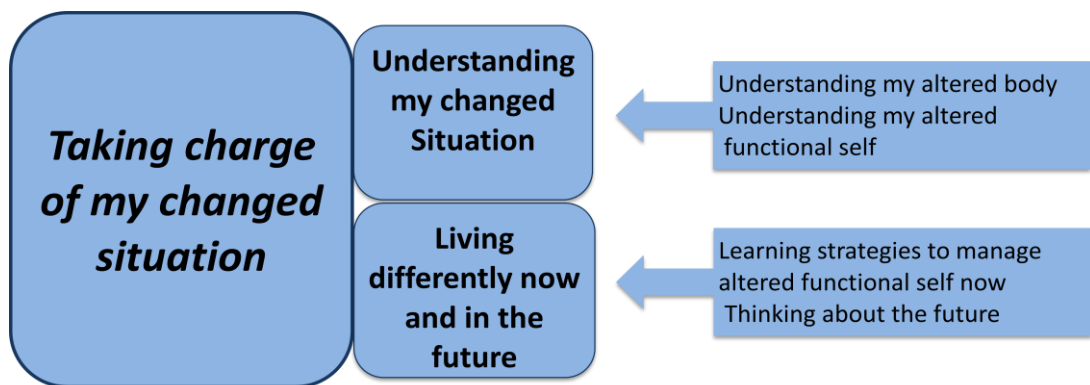 Taking charge
of my changed
situation
Understanding
my changed
Situation
Understanding my altered body
Understanding my altered
functional self
Living
differently now
and in the
future
Learning strategies to manage
altered functional self now
Thinking about the future